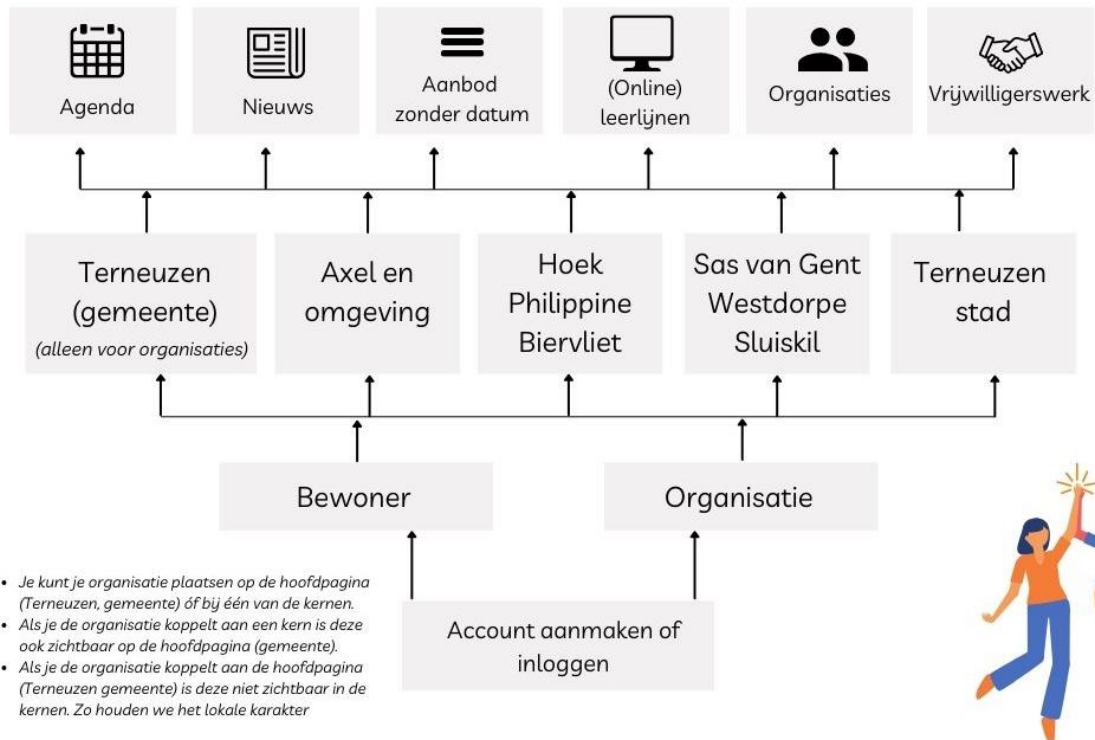 Agenda
Nieuws
Aanbod
zonder datum
(Online)
leerlijnen
Organisaties
Vrijwilligerswerk
Terneuzen
(gemeente)
(alleen voor organisaties)
Axel en
omgeving
Hoek
Philippine
Biervliet
Sas van Gent
Westdorpe
Sluiskil
Terneuzen
stad
Bewoner
Organisatie
• Je kunt je organisatie plaatsen op de hoofdpagina
(Terneuzen, gemeente) óf bij één van de kernen.
• Als je de organisatie koppelt aan een kern is deze
ook zichtbaar op de hoofdpagina (gemeente).
• Als je de organisatie koppelt aan de hoofdpagina
(Terneuzen gemeente) is deze niet zichtbaar in de
kernen. Zo houden we het lokale karakter
Account aanmaken of
inloggen